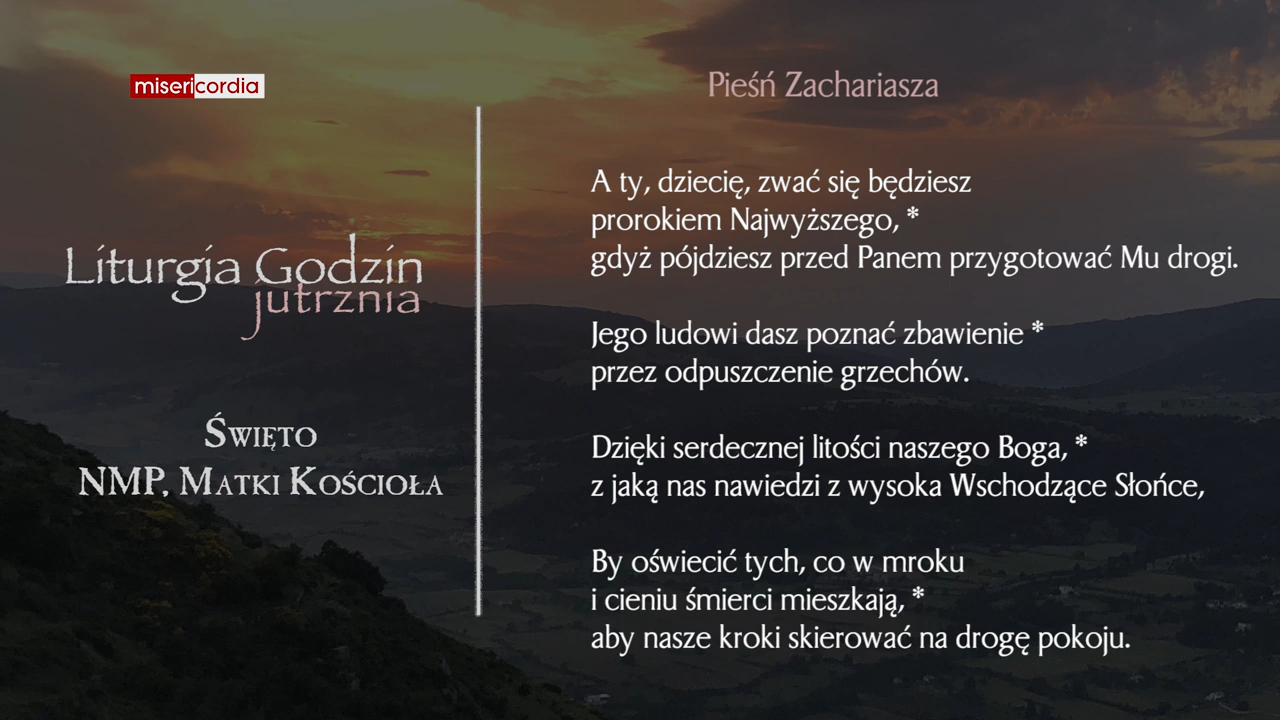 misericordia
Liturgia Godzin
jutrznia
Święto
NMP, Matki Kościoła
Pieśń Zachariasza
A ty, dziecię, zwać się będziesz
prorokiem Najwyższego, *
gdyż pójdziesz przed Panem przygotować Mu drogi.
Jego ludowi dasz poznać zbawienie *
przez odpuszczenie grzechów.
Dzięki serdecznej litości naszego Boga, *
z jaką nas nawiedzi z wysoka Wschodzące Słońce,
By oświecić tych, co w mroku
i cieniu śmierci mieszkają, *
aby nasze kroki skierować na drogę pokoju.